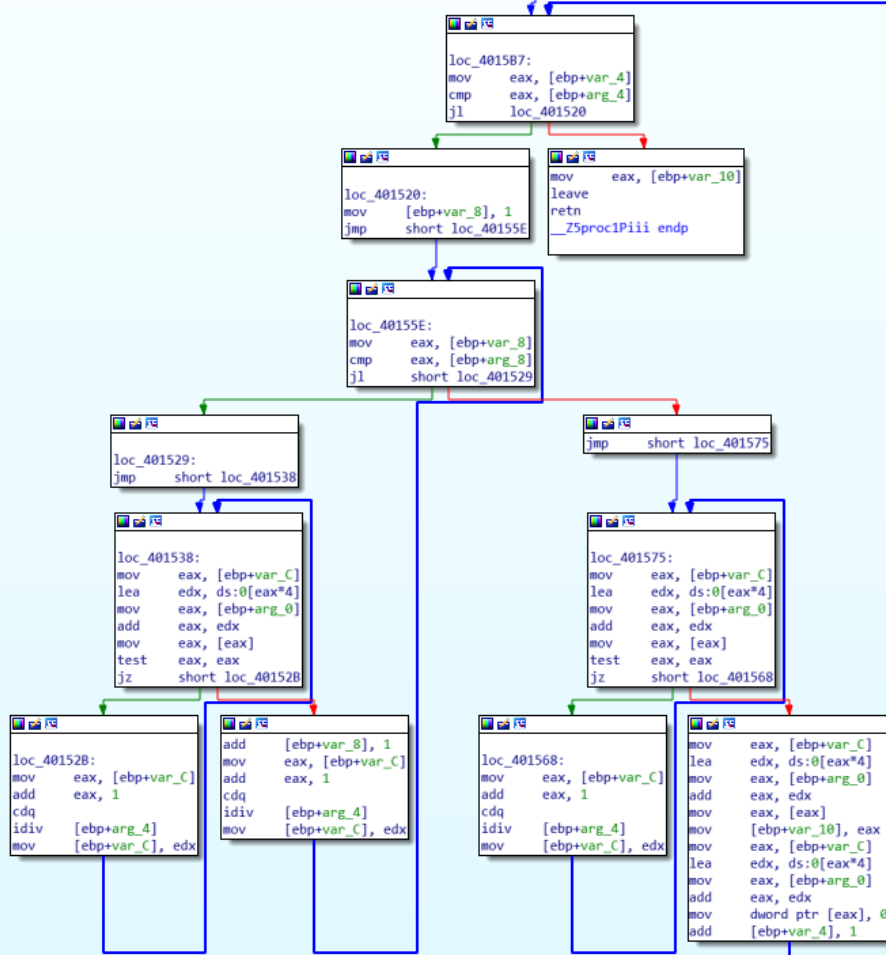 loc_4015B7:
mov eax, [ebp+var_4]
cmp eax, [ebp+arg_4]
jl loc_401520
loc_401520:
mov [ebp+var_8], 1
jmp short loc_40155E
mov eax, [ebp+var_10]
leave
retn
__Z5proc1Piii endp
loc_40155E:
mov eax, [ebp+var_8]
cmp eax, [ebp+arg_8]
jl short loc_401529
loc_401529:
jmp short loc_401538
jmp short loc_401575
loc_401538:
mov eax, [ebp+var_C]
lea edx, ds:0[eax*4]
mov eax, [ebp+arg_0]
add eax, edx
mov eax, [eax]
test eax, eax
jz short loc_40152B
loc_401575:
mov eax, [ebp+var_C]
lea edx, ds:0[eax*4]
mov eax, [ebp+arg_0]
add eax, edx
mov eax, [eax]
test eax, eax
jz short loc_401568
loc_40152B:
mov eax, [ebp+var_C]
add eax, 1
cdq
idiv [ebp+arg_4]
mov [ebp+var_C], edx
add [ebp+var_8], 1
mov eax, [ebp+var_C]
add eax, 1
cdq
idiv [ebp+arg_4]
mov [ebp+var_C], edx
loc_401568:
mov eax, [ebp+var_C]
add eax, 1
cdq
idiv [ebp+arg_4]
mov [ebp+var_C], edx
mov eax, [ebp+var_C]
lea edx, ds:0[eax*4]
mov eax, [ebp+arg_0]
add eax, edx
mov eax, [eax]
mov [ebp+var_10], eax
mov eax, [ebp+var_C]
lea edx, ds:0[eax*4]
mov eax, [ebp+arg_0]
add eax, edx
mov dword ptr [eax], 0
add [ebp+var_4], 1